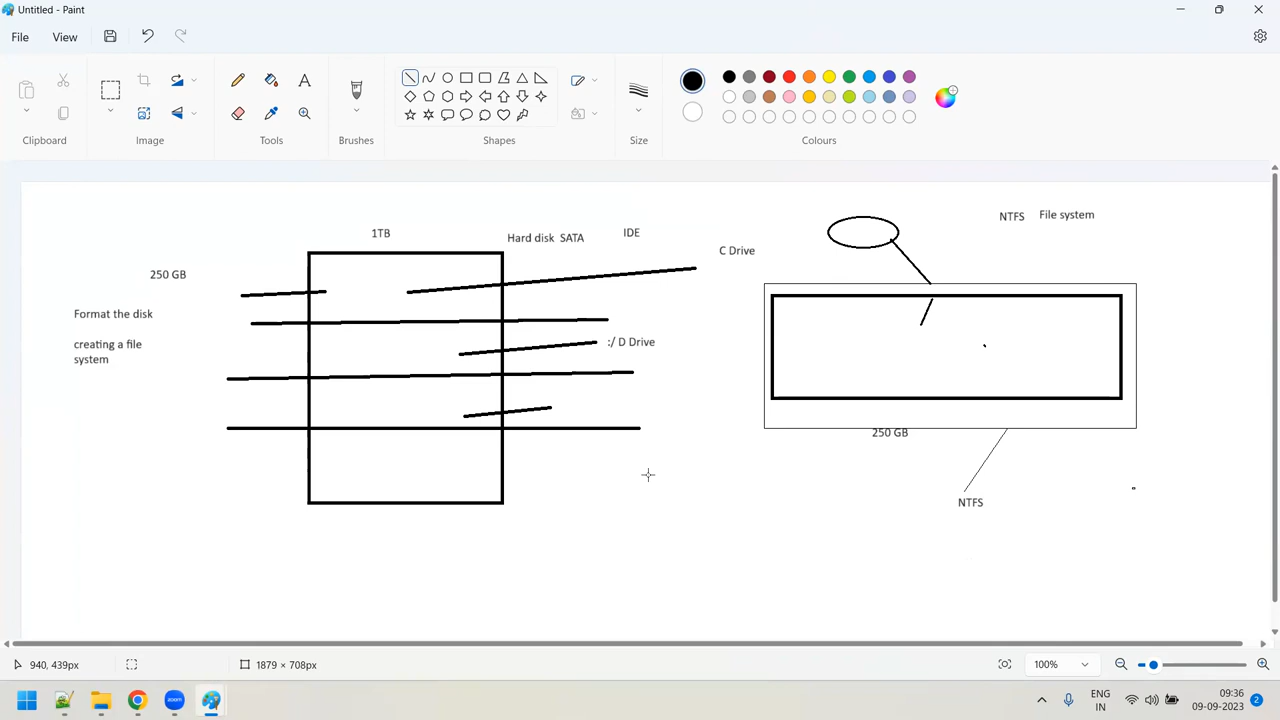 Untitled - Paint
File
View
Clipboard
Image
Tools
Brushes
Shapes
Size
Colours
1TB
Hard disk SATA
IDE
C Drive
NTFS
File system
250 GB
Format the disk
creating a file
system
:/ D Drive
250 GB
NTFS
940, 439px
1879 × 708px
100%
ENG
IN
09:36
09-09-2023
2
zoom